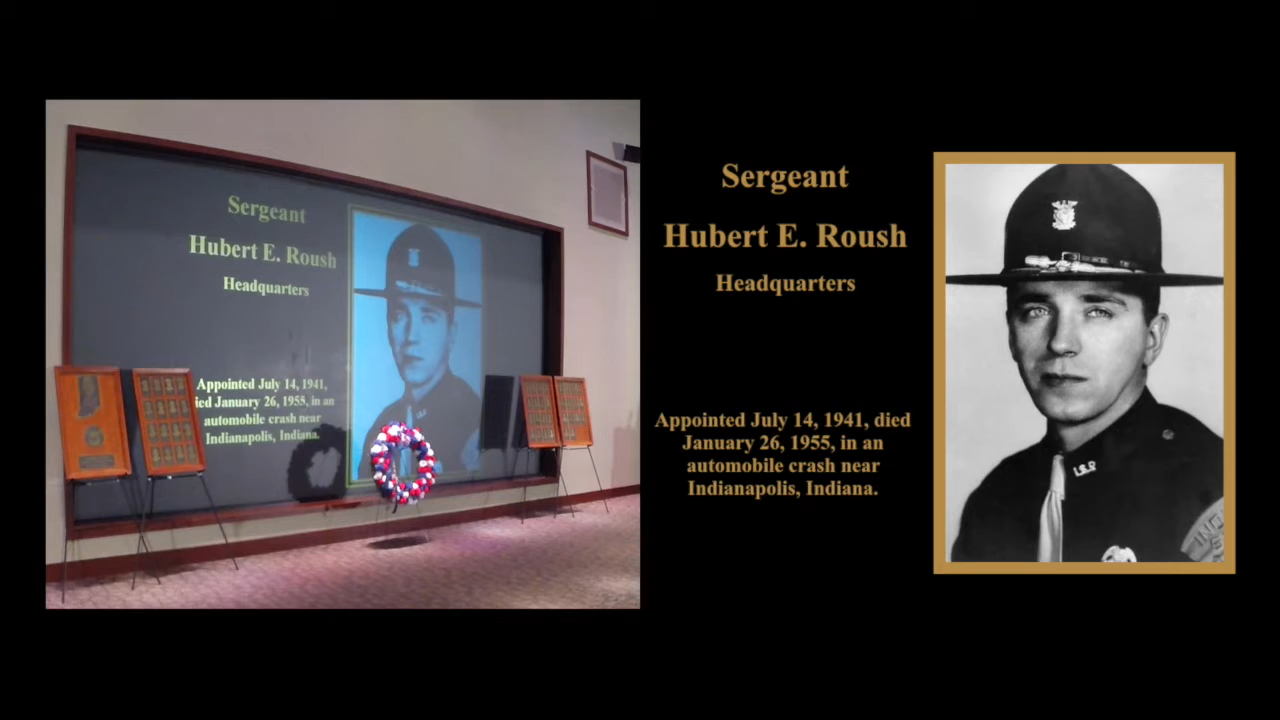 Sergeant
Hubert E. Roush
Headquarters
Appointed July 14, 1941,
ied January 26, 1955, in an
automobile crash near
Indianapolis, Indiana.
Sergeant
Hubert E. Roush
Headquarters
Appointed July 14, 1941, died
January 26, 1955, in an
automobile crash near
Indianapolis, Indiana.
ISP